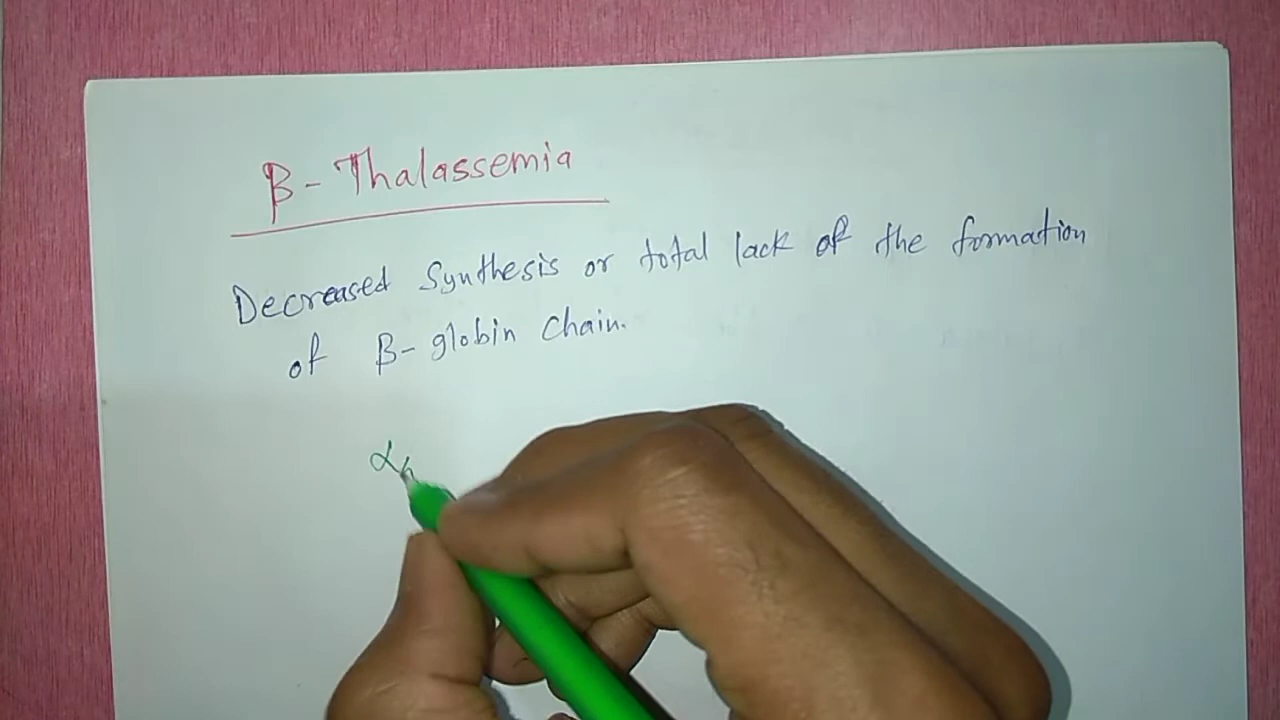 β-Thalassemia
Decreased Synthesis or total lack of the formation
of β-globin chain.
α